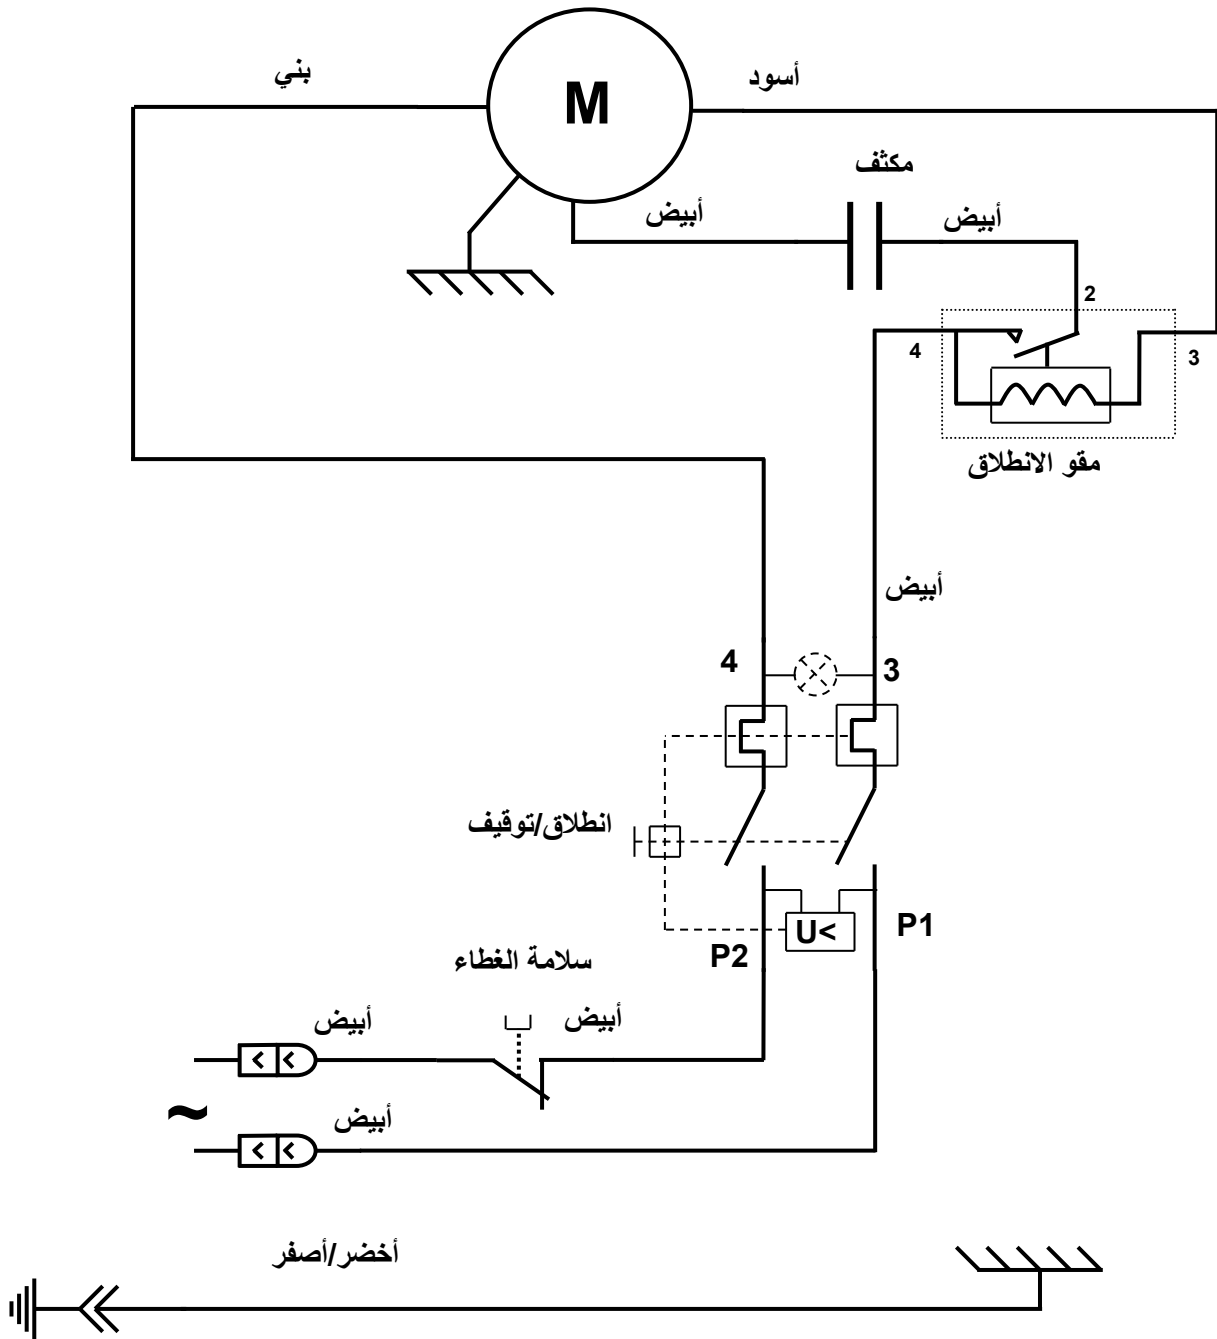 بني
أسود
M
مكثف
أبيض
أبيض
2
4
3
مقو الانطلاق
أبيض
4
3
انطلاق/توقيف
U<
P1
P2
سلامة الغطاء
أبيض
أبيض
~
أبيض
أخضر/أصفر